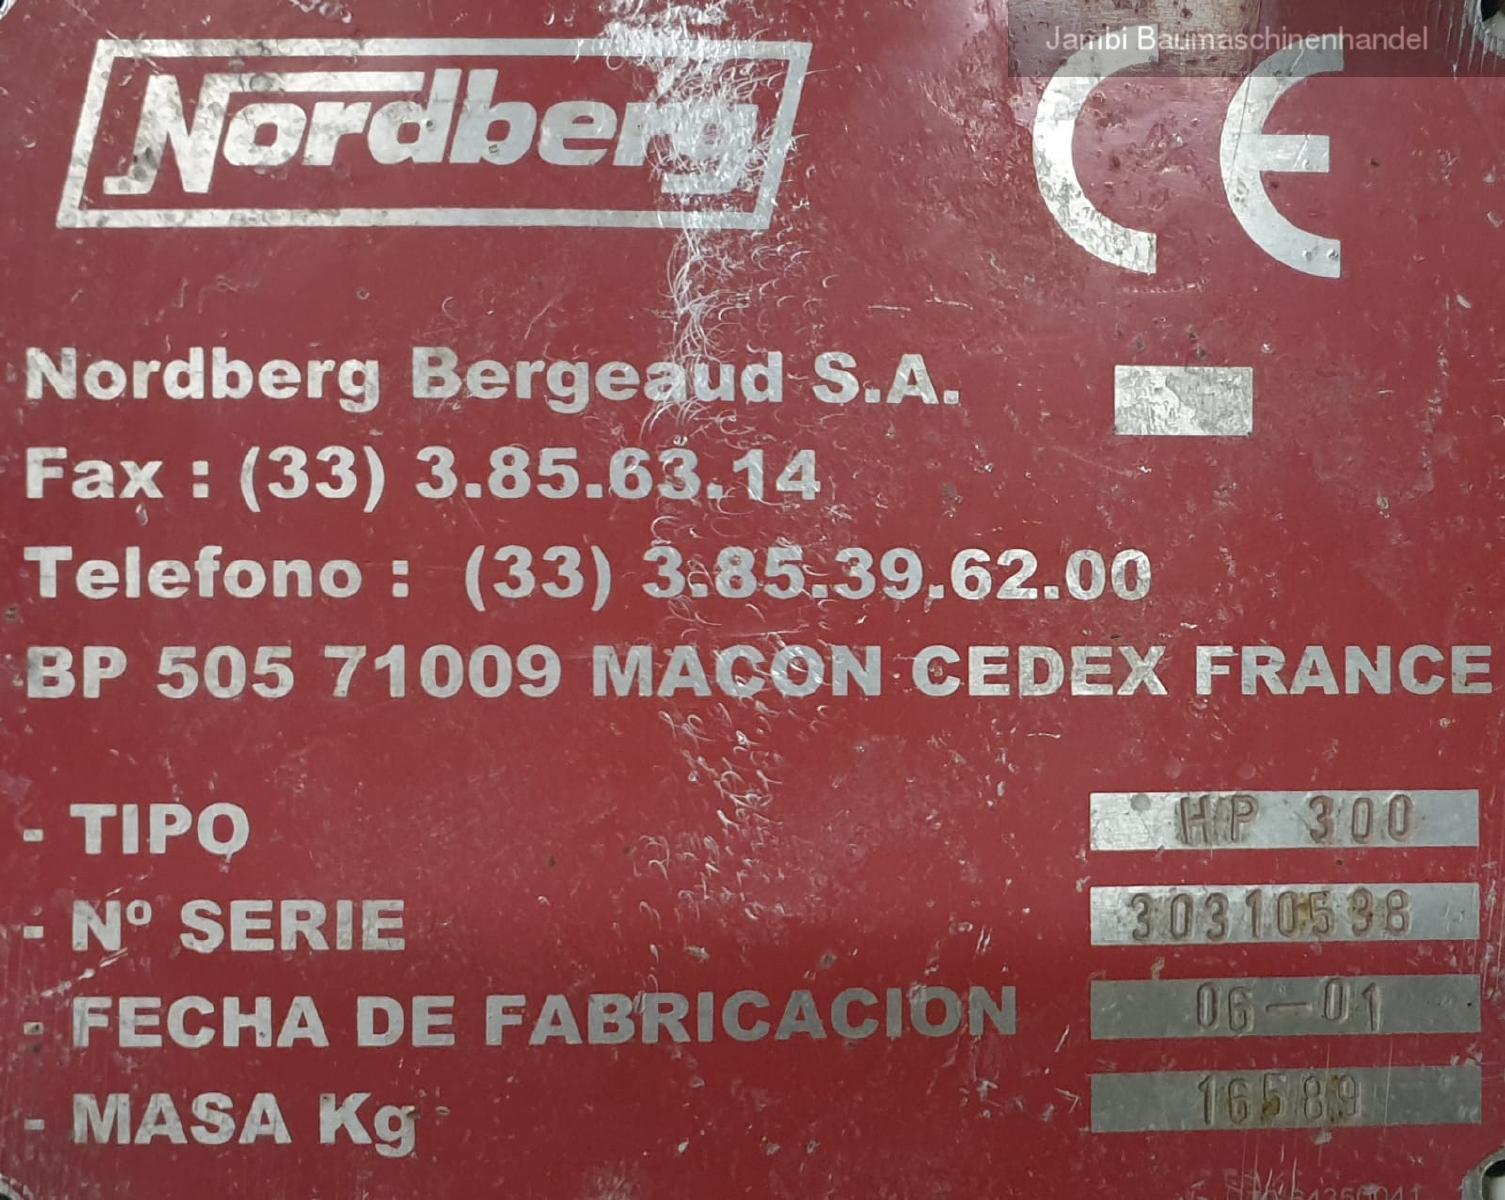 Jambi Baumaschinenhandel
Nordberg
CE
Nordberg Bergeaud S.A.
Fax : (33) 3.85.63.14
Telefono : (33) 3.85.39.62.00
BP 505 71009 MACON CEDEX FRANCE
- TIPO HP 300
- Nº SERIE 30310538
- FECHA DE FABRICACION 06-01
- MASA Kg 16589